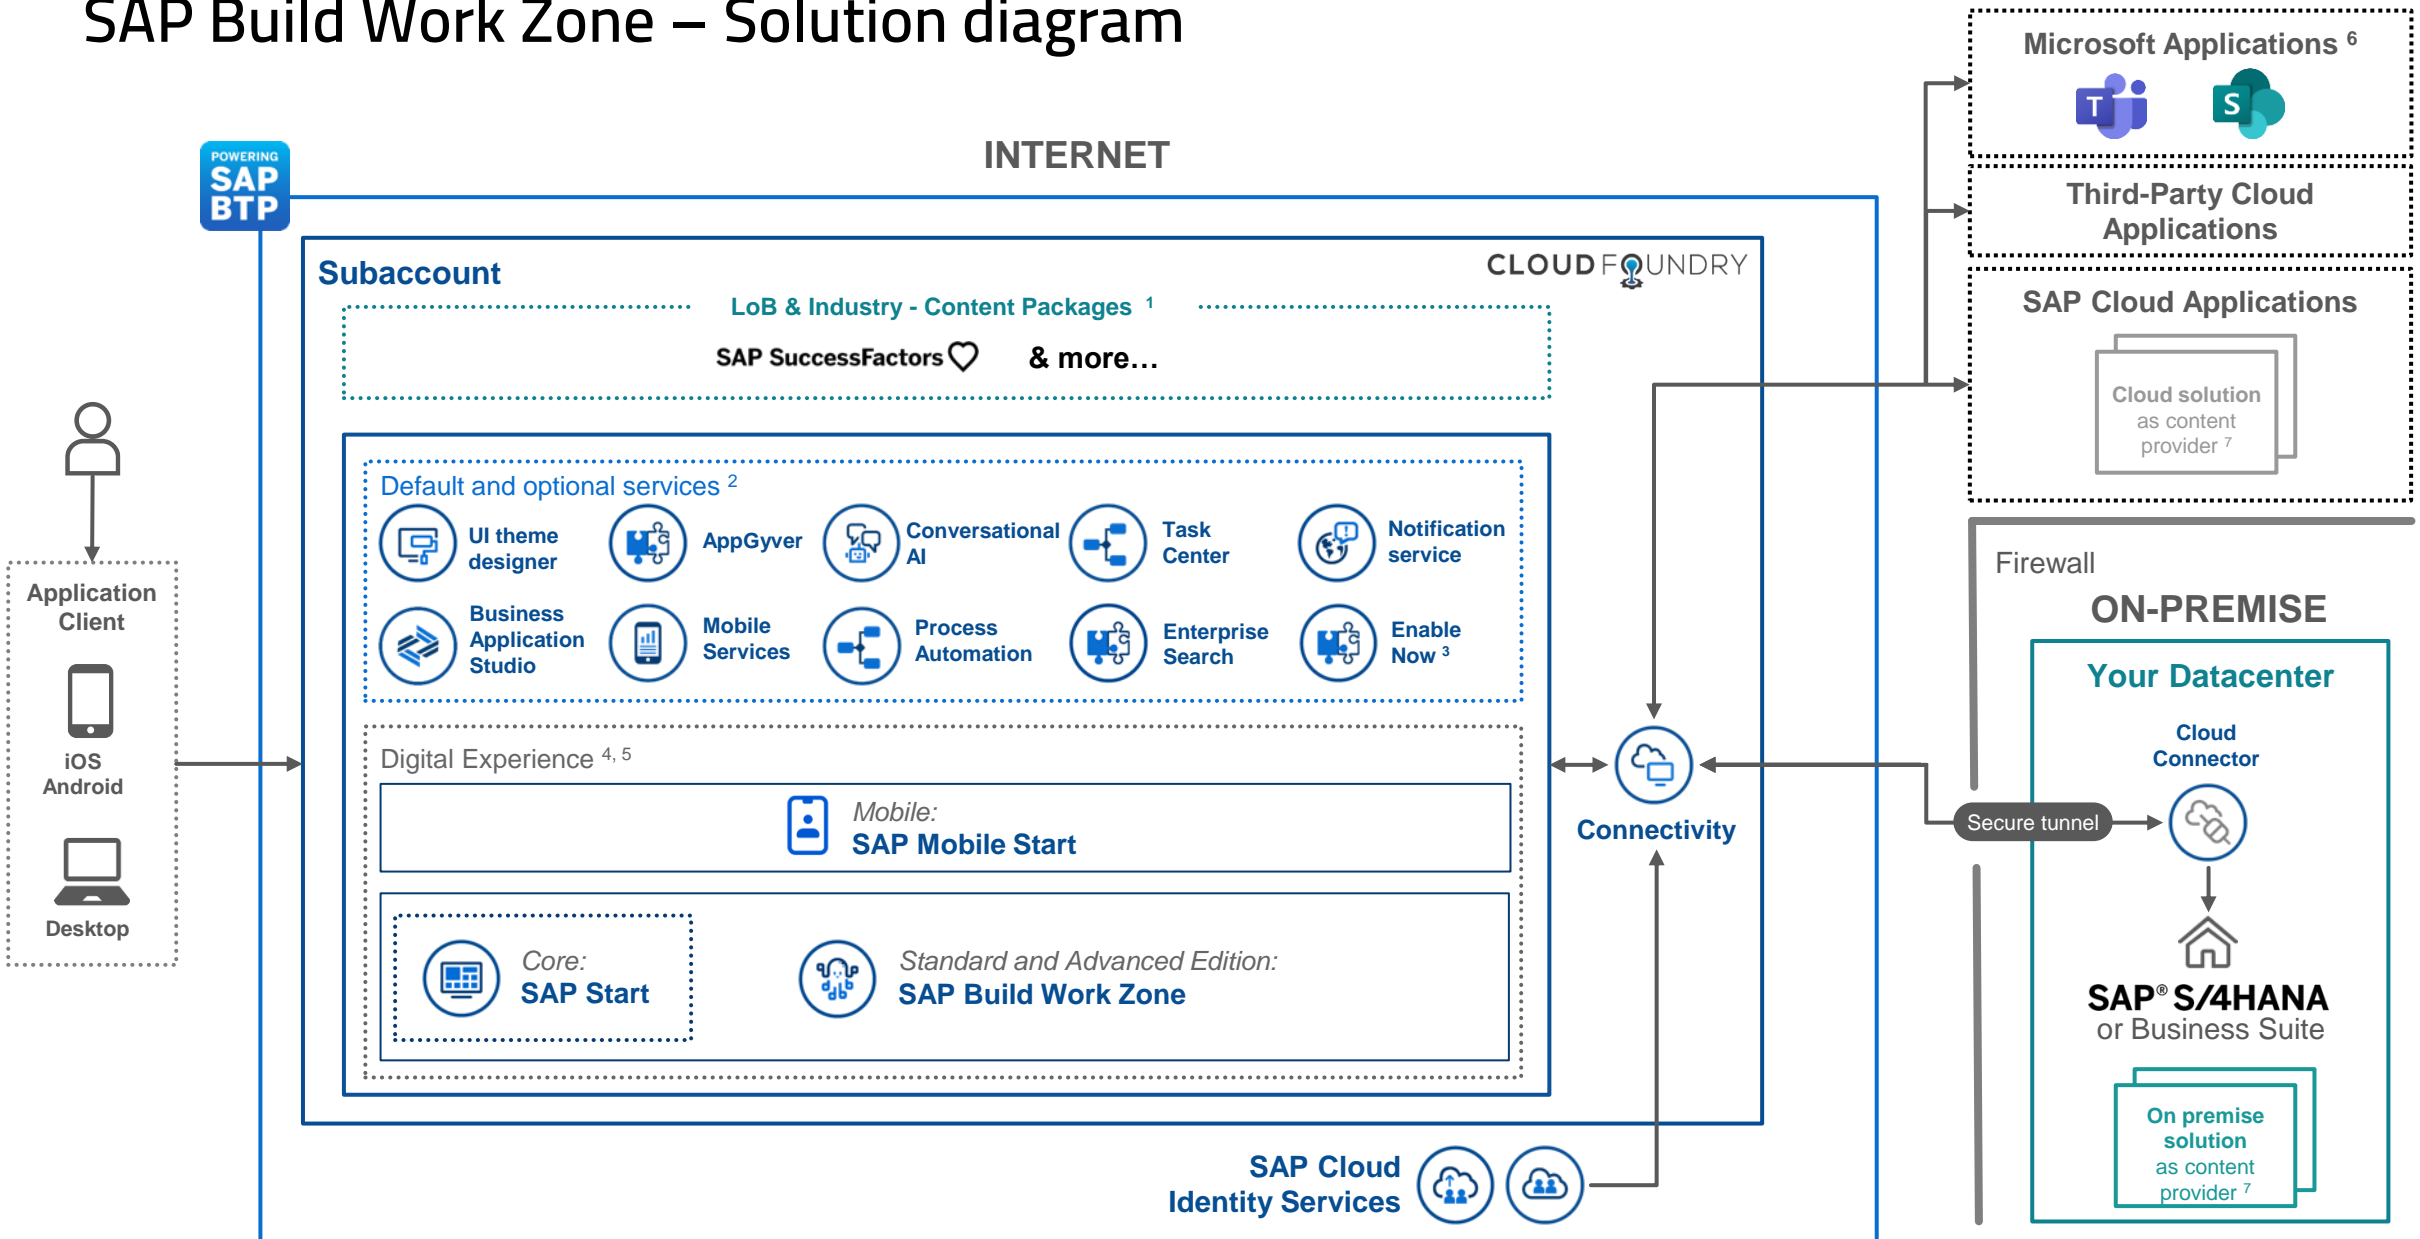 SAP Build Work Zone – Solution diagram
Microsoft Applications 6
T
S
INTERNET
POWERING
SAP
BTP
Third-Party Cloud
Applications
Subaccount
CLOUD FOUNDRY
LoB & Industry - Content Packages 1
SAP SuccessFactors & more...
SAP Cloud Applications
Cloud solution
as content
provider 7
Default and optional services 2
UI theme
designer
AppGyver
Conversational
AI
Task
Center
Notification
service
Business
Application
Studio
Mobile
Services
Process
Automation
Enterprise
Search
Enable
Now 3
Application
Client
iOS
Android
Desktop
Digital Experience 4, 5
Mobile:
SAP Mobile Start
Core:
SAP Start
Standard and Advanced Edition:
SAP Build Work Zone
Connectivity
SAP Cloud
Identity Services
Firewall
ON-PREMISE
Your Datacenter
Cloud
Connector
Secure tunnel
SAP® S/4HANA
or Business Suite
On premise
solution
as content
provider 7